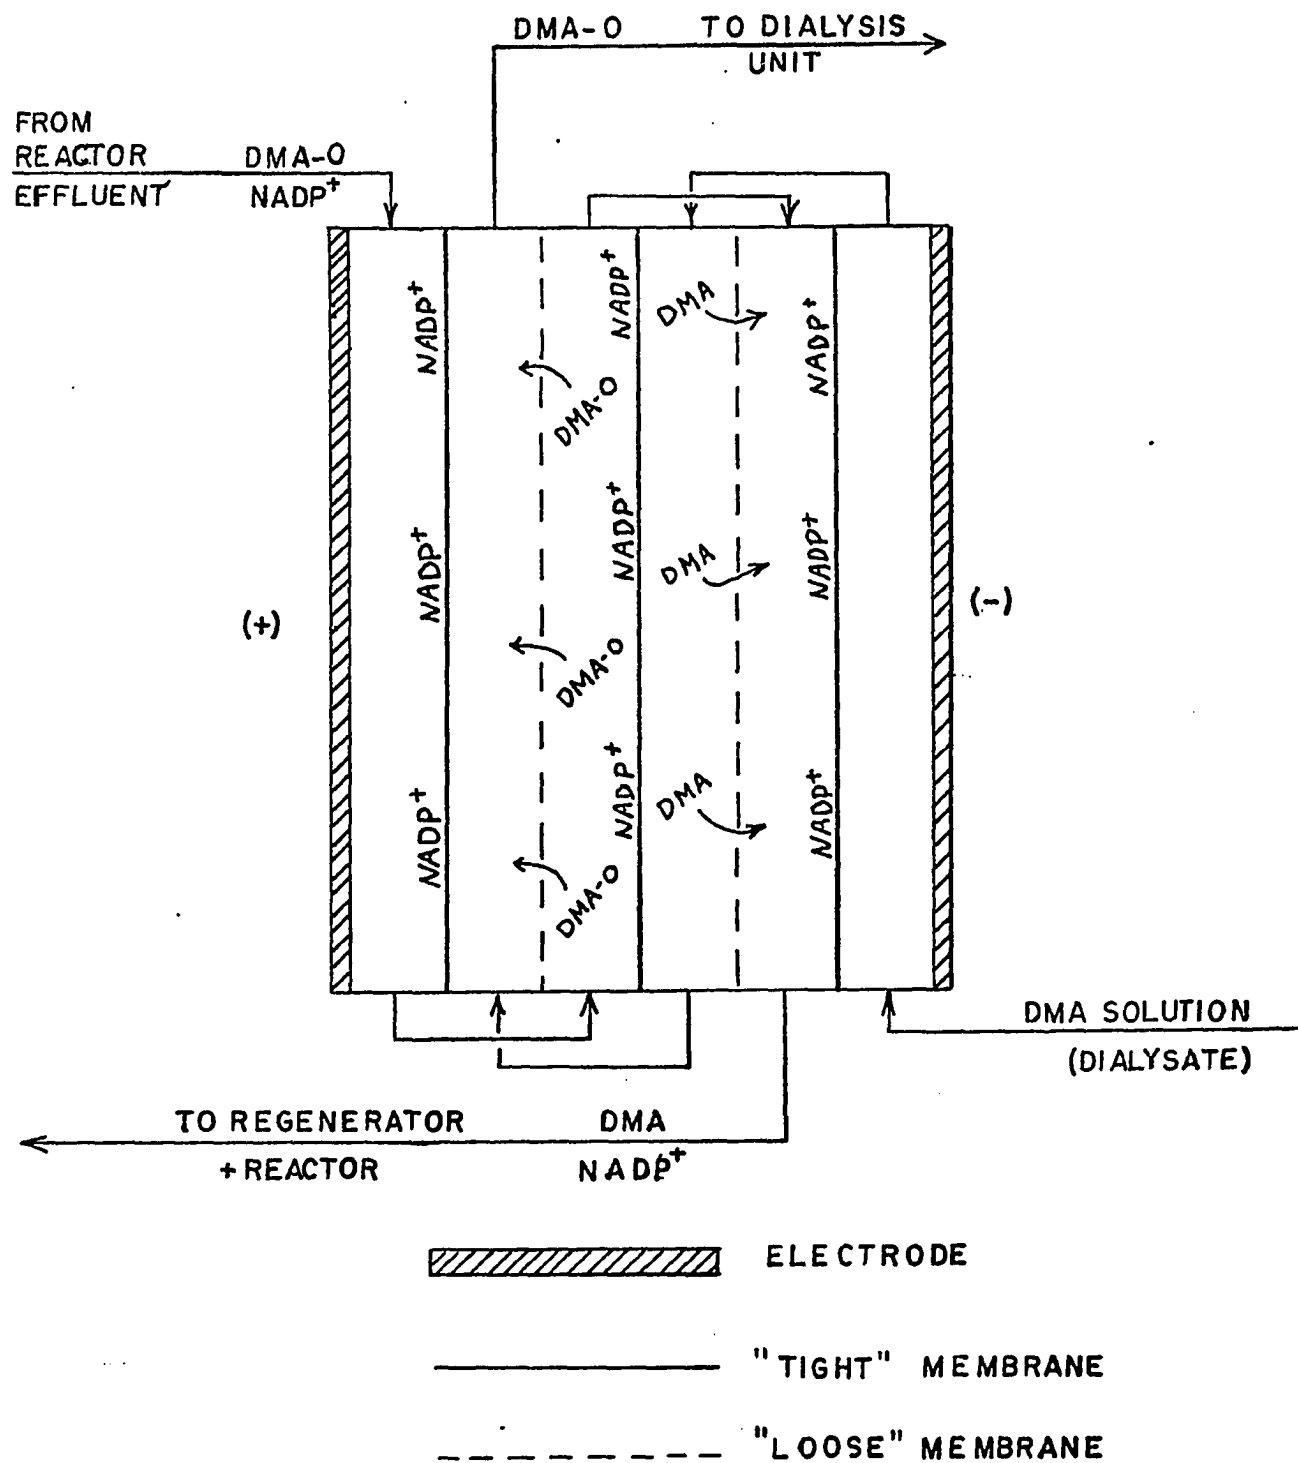 DMA-O TO DIALYSIS
UNIT
FROM
REACTOR DMA-O
EFFLUENT NADP+
NADP+
NADP+
DMA
NADP+
DMA-O
NADP+
NADP+
NADP+
DMA
(+)
(-)
DMA-O
NADP+
NADP+
NADP+
DMA
DMA-O
DMA SOLUTION
(DIALYSATE)
TO REGENERATOR DMA
+REACTOR NADP+
ELECTRODE
"TIGHT" MEMBRANE
"LOOSE" MEMBRANE